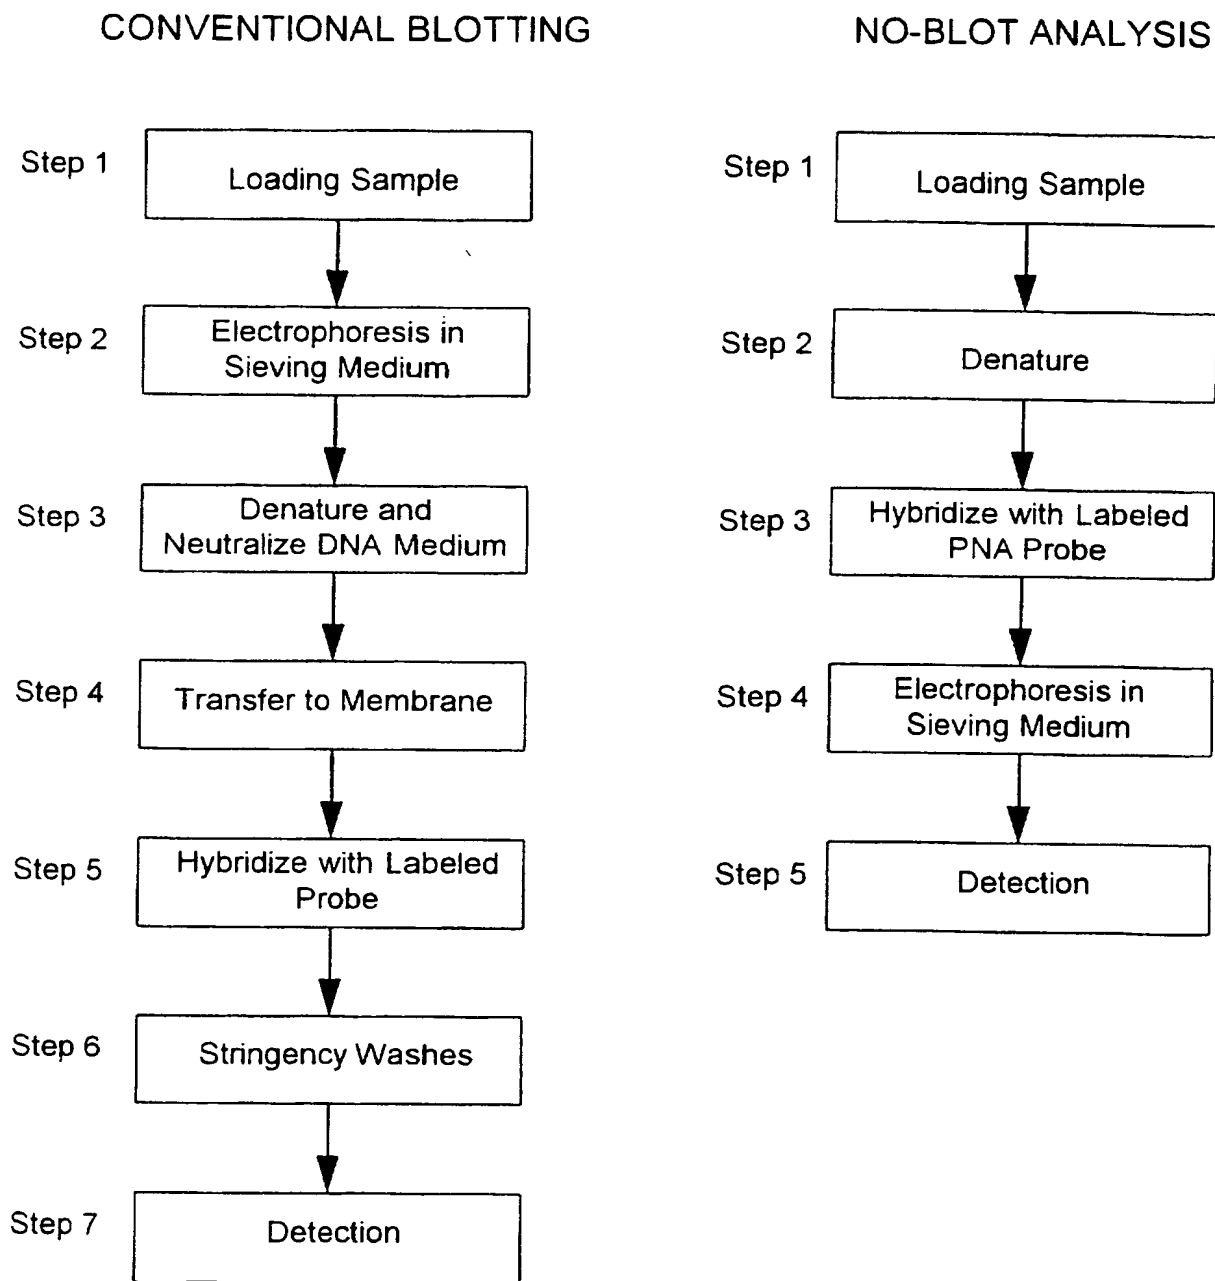 CONVENTIONAL BLOTTING
Step 1
Loading Sample
Step 2
Electrophoresis in
Sieving Medium
Step 3
Denature and
Neutralize DNA Medium
Step 4
Transfer to Membrane
Step 5
Hybridize with Labeled
Probe
Step 6
Stringency Washes
Step 7
Detection
NO-BLOT ANALYSIS
Step 1
Loading Sample
Step 2
Denature
Step 3
Hybridize with Labeled
PNA Probe
Step 4
Electrophoresis in
Sieving Medium
Step 5
Detection